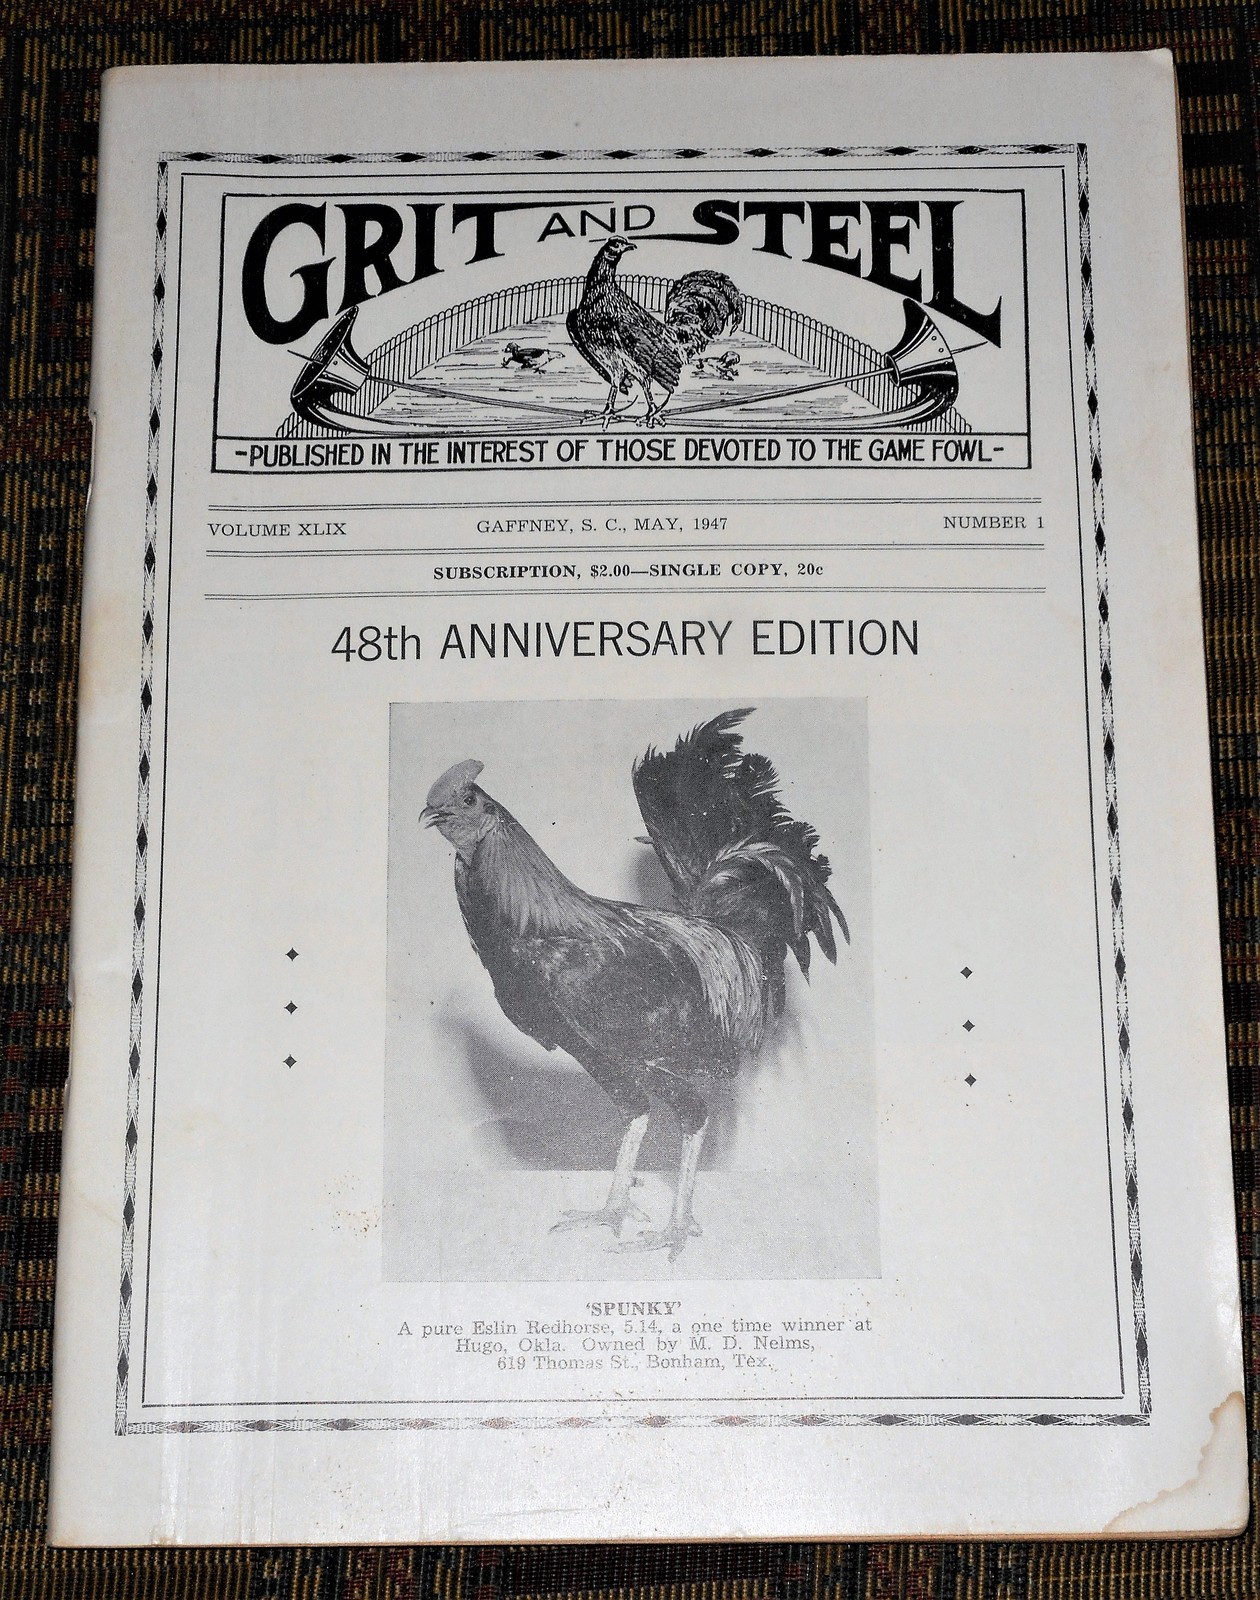 GRIT AND STEEL
-PUBLISHED IN THE INTEREST OF THOSE DEVOTED TO THE GAME FOWL-
VOLUME XLIX GAFFNEY, S. C., MAY, 1947 NUMBER 1
SUBSCRIPTION, $2.00—SINGLE COPY, 20c
48th ANNIVERSARY EDITION
'SPUNKY'
A pure Eslin Redhorse, 5.14, a one time winner at
Hugo, Okla. Owned by M. D. Nelms,
619 Thomas St., Bonham, Tex.